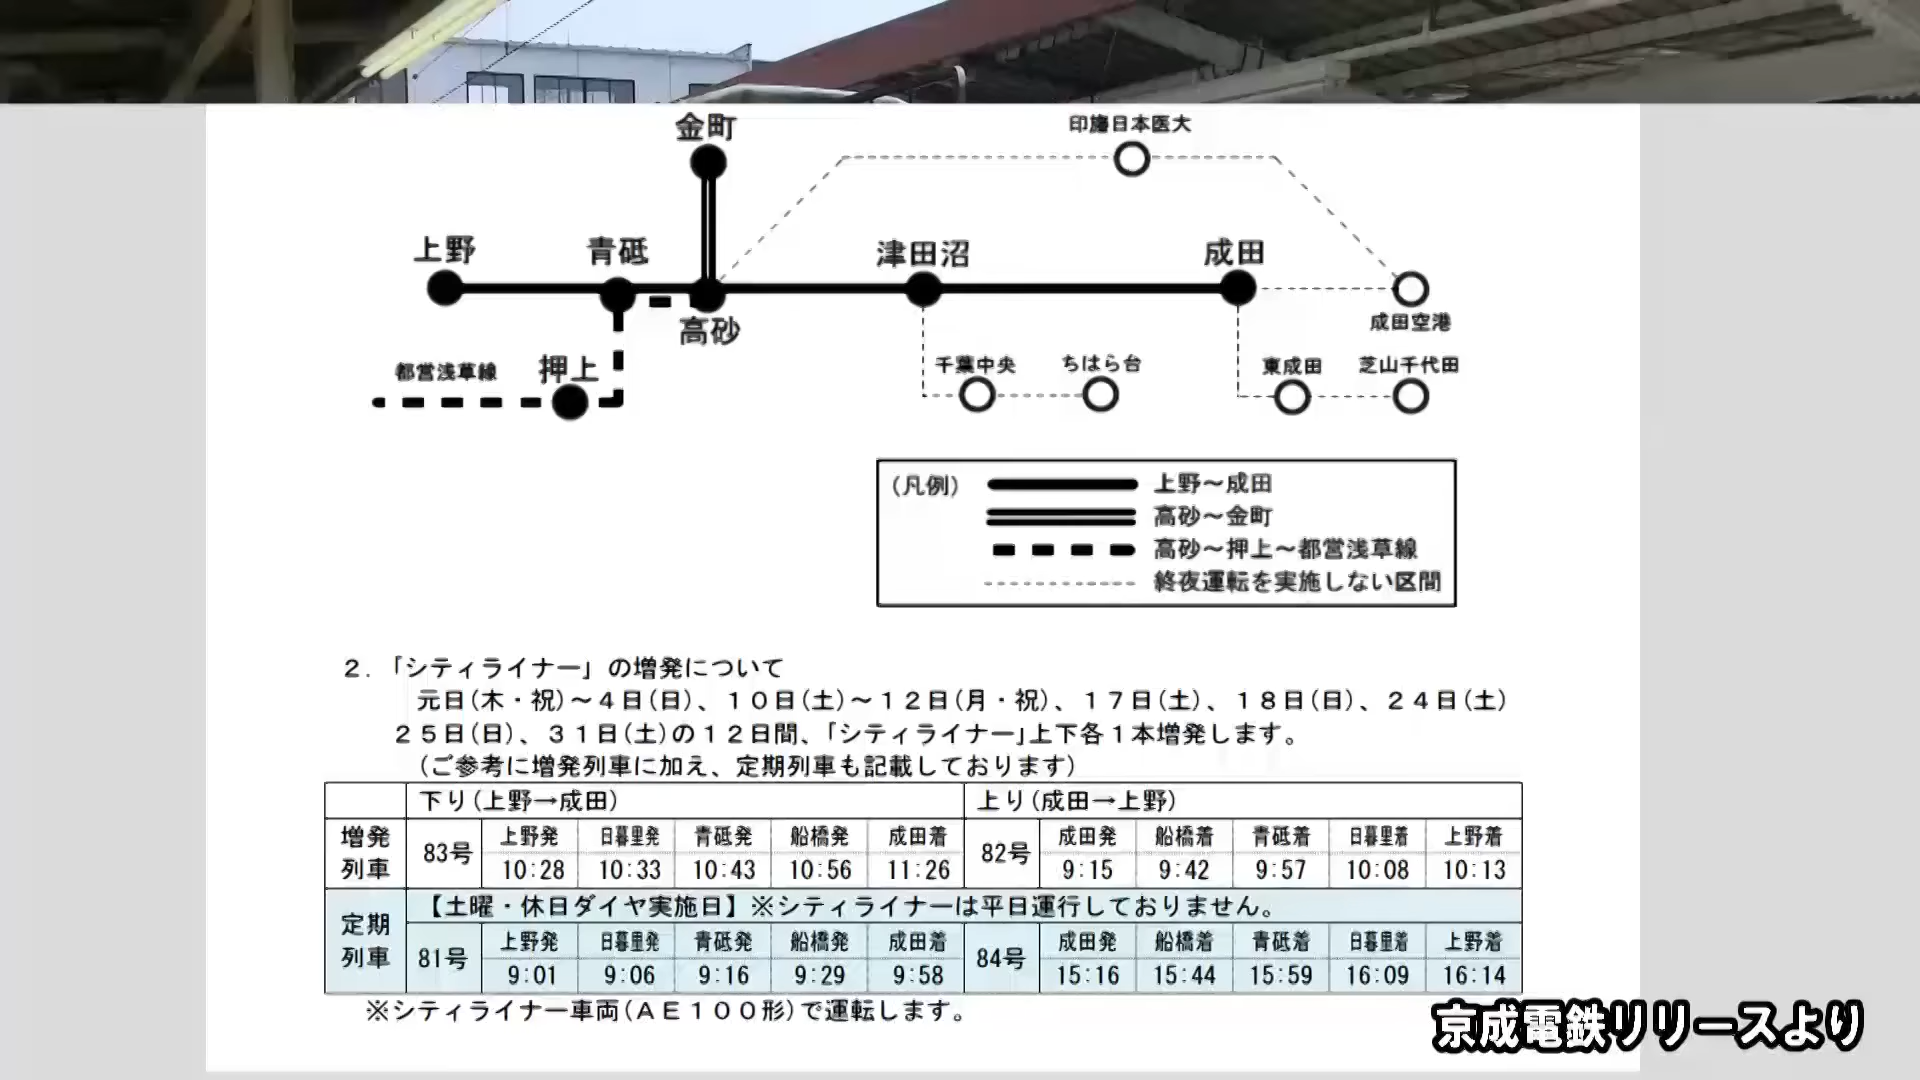 金町
印旛日本医大
上野
青砥
津田沼
成田
高砂
成田空港
都営浅草線
押上
千葉中央
ちはら台
東成田
芝山千代田
(凡例)
上野～成田
高砂～金町
高砂～押上～都営浅草線
終夜運転を実施しない区間
２．「シティライナー」の増発について
元日(木・祝)～４日(日)、１０日(土)～１２日(月・祝)、１７日(土)、１８日(日)、２４日(土)
２５日(日)、３１日(土)の１２日間、「シティライナー」上下各１本増発します。
(ご参考に増発列車に加え、定期列車も記載しております)
下り(上野→成田) 上り(成田→上野)
増発列車 83号 上野発 日暮里発 青砥発 船橋発 成田着 82号 成田発 船橋着 青砥着 日暮里着 上野着
10:28 10:33 10:43 10:56 11:26 9:15 9:42 9:57 10:08 10:13
定期列車 【土曜・休日ダイヤ実施日】※シティライナーは平日運行しておりません。
81号 上野発 日暮里発 青砥発 船橋発 成田着 84号 成田発 船橋着 青砥着 日暮里着 上野着
9:01 9:06 9:16 9:29 9:58 15:16 15:44 15:59 16:09 16:14
※シティライナー車両(ＡＥ１００形)で運転します。
京成電鉄リリースより